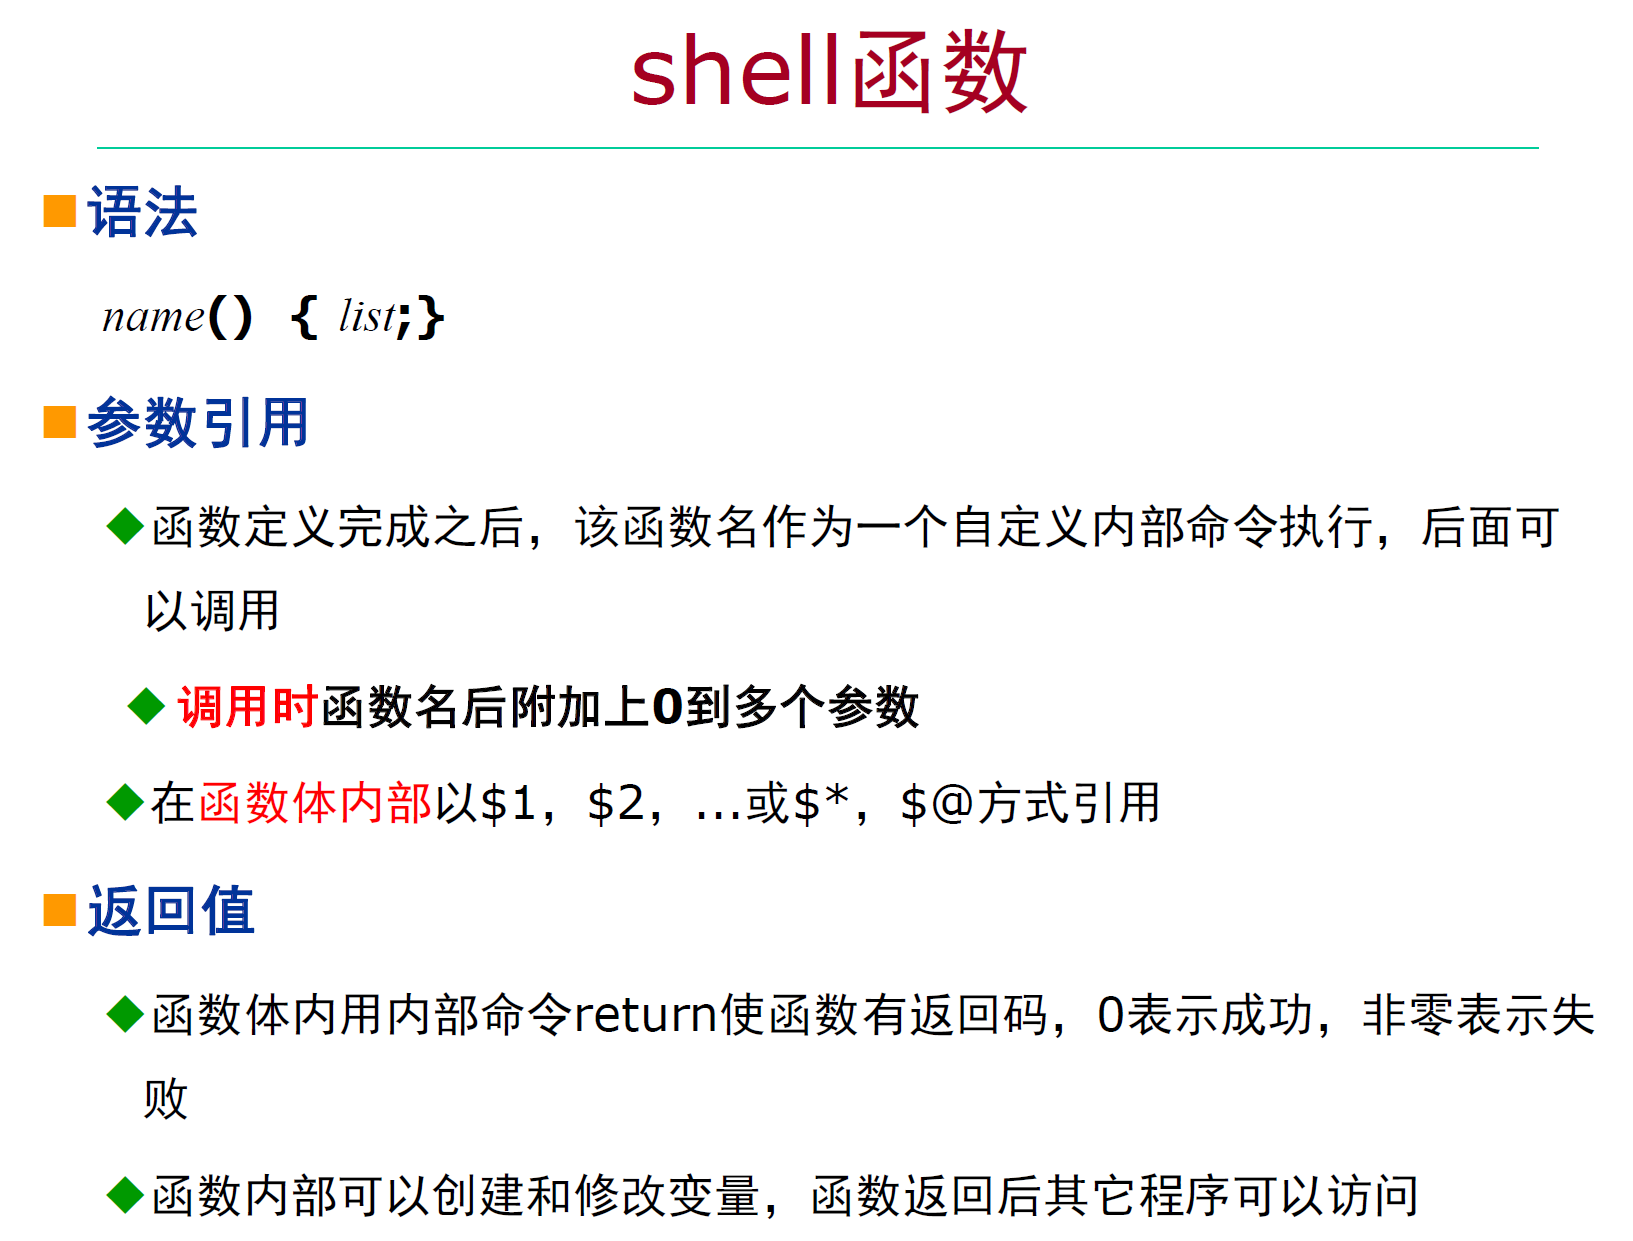 shell函数
语法
name() { list;}
参数引用
函数定义完成之后，该函数名作为一个自定义内部命令执行，后面可
以调用
调用时函数名后附加上0到多个参数
在函数体内部以$1，$2，...或$*，$@方式引用
返回值
函数体内用内部命令return使函数有返回码，0表示成功，非零表示失
败
函数内部可以创建和修改变量，函数返回后其它程序可以访问